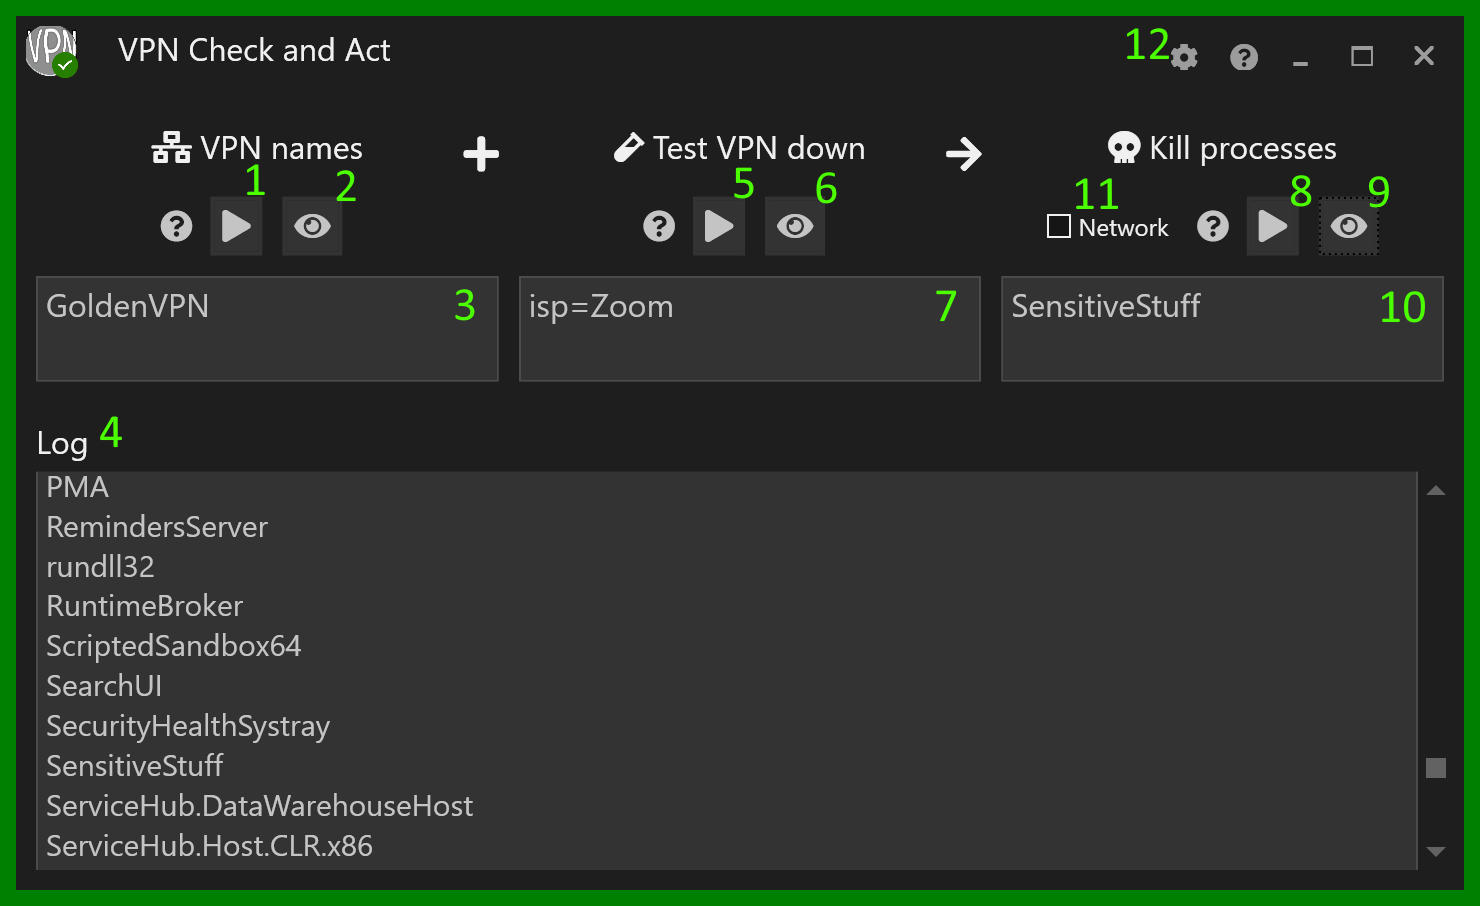 VPN
VPN Check and Act
12
VPN names
Test VPN down
Kill processes
1
2
5
6
11
Network
8
9
GoldenVPN
3
isp=Zoom
7
SensitiveStuff
10
Log
4
PMA
RemindersServer
rundll32
RuntimeBroker
ScriptedSandbox64
SearchUI
SecurityHealthSystray
SensitiveStuff
ServiceHub.DataWarehouseHost
ServiceHub.Host.CLR.x86